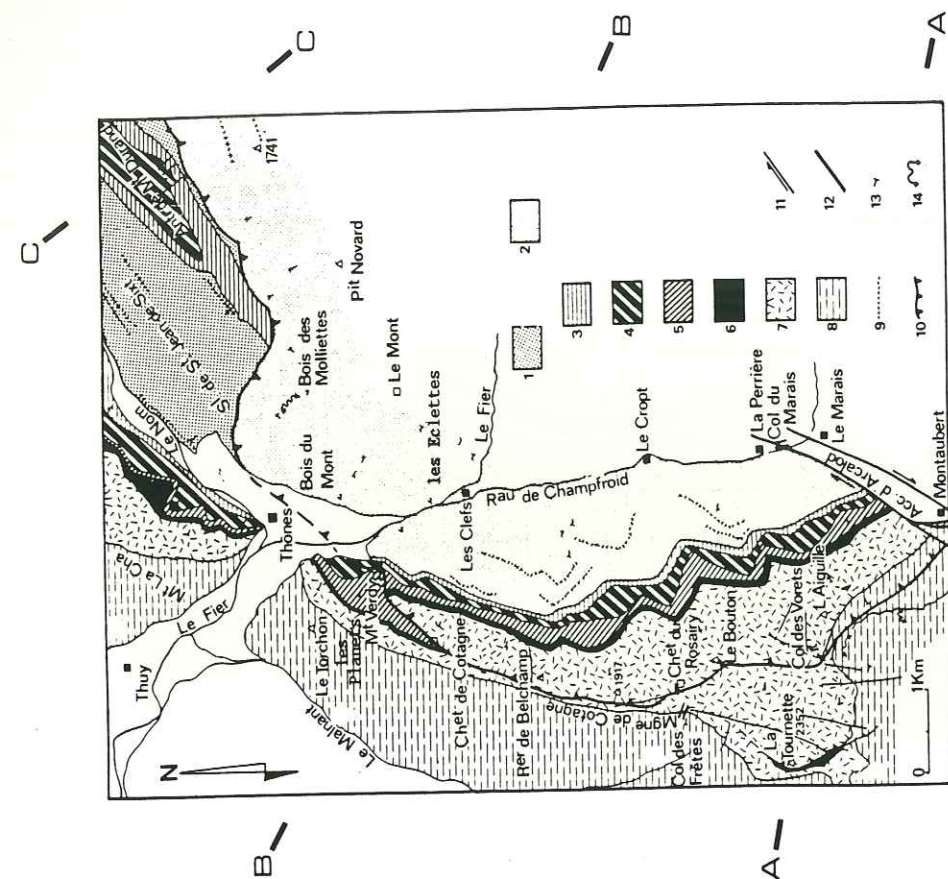 C
C
B
B
A
A
N
Antic. de Mt Durand
1741
Sl de St Jean-de-Sixt
Le Nom
Pit Novard
Bois des
Molliettes
Le Mont
Bois du
Mont
les Eclettes
Le Fier
Mt La Cha
Thônes
Le Fier
Thuy
Les Clefs
Rau de Champfroid
Le Cropt
La Perrière
Col du
Marais
Le Marais
Acc. d'Arcalod
Montaubert
Le Torchon
Les
Planets
Mt Verdy
Le Malnant
Chet de Cotagne
Rer de Belchamp
Mgne de Cotagne
1917
Chet du
Rosairy
Le Bouton
Col des Vorets
L'Aiguille
Col des
Frêtes
La
Tournette
2352
0
1Km
1
2
3
4
5
6
7
8
9
10
11
12
13
14